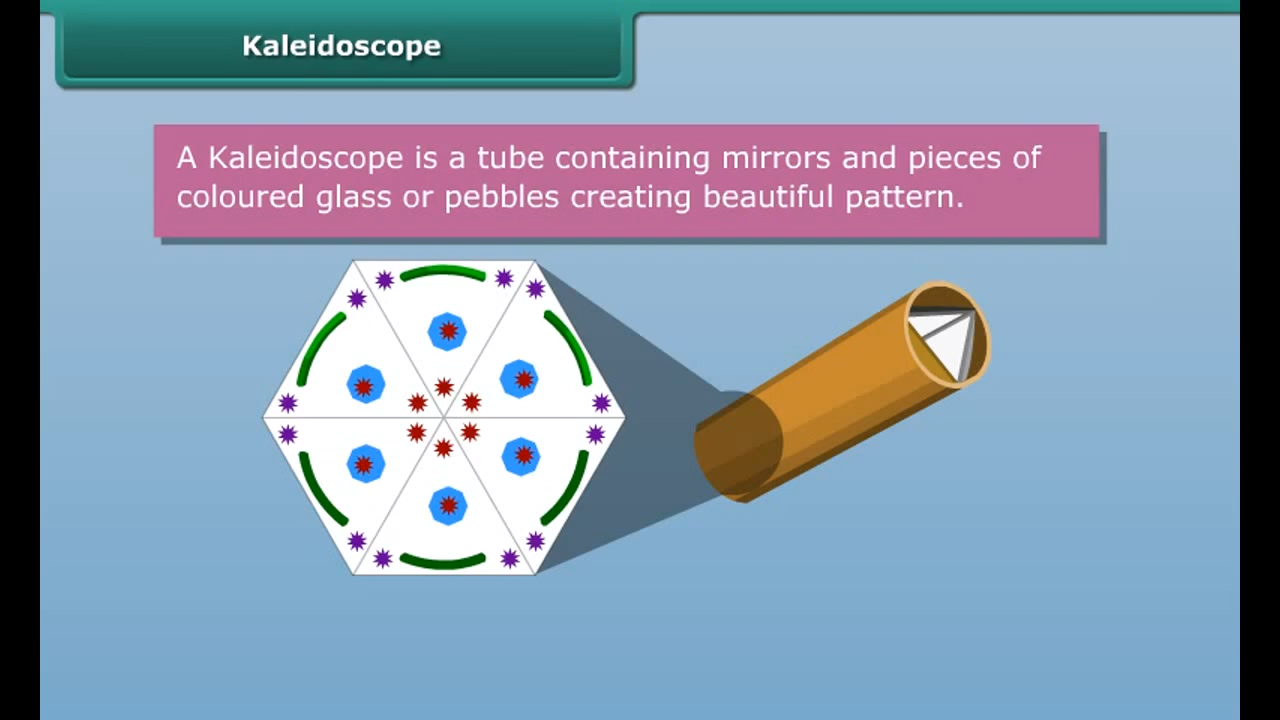 Kaleidoscope
A Kaleidoscope is a tube containing mirrors and pieces of
coloured glass or pebbles creating beautiful pattern.